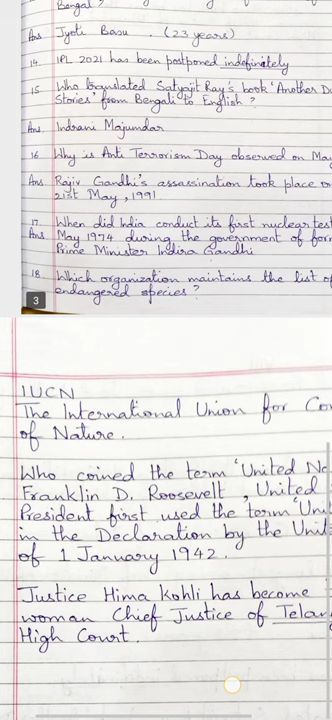 Bengal ?
Ans Jyoti Basu . (23 years)
14. IPL 2021 has been postponed indefinitely
15. Who translated Satyajit Ray's book 'Another
Stories' from Bengali to English ?
Ans. Indrani Majumdar
16 Why is Anti Terrorism Day observed on
Ans Rajiv Gandhi's assassination took place
21st May, 1991
17. When did India conduct its first nuclear test
Ans May 1974 during the government of
Prime Minister Indira Gandhi
18 Which organization maintains the list of
endangered species ?
3
IUCN
The International Union for
of Nature.
Who coined the term 'United
Franklin D. Roosevelt , United
President first used the term
in the Declaration by the
of 1 January 1942.
Justice Hima Kohli has become
woman Chief Justice of
High Court.